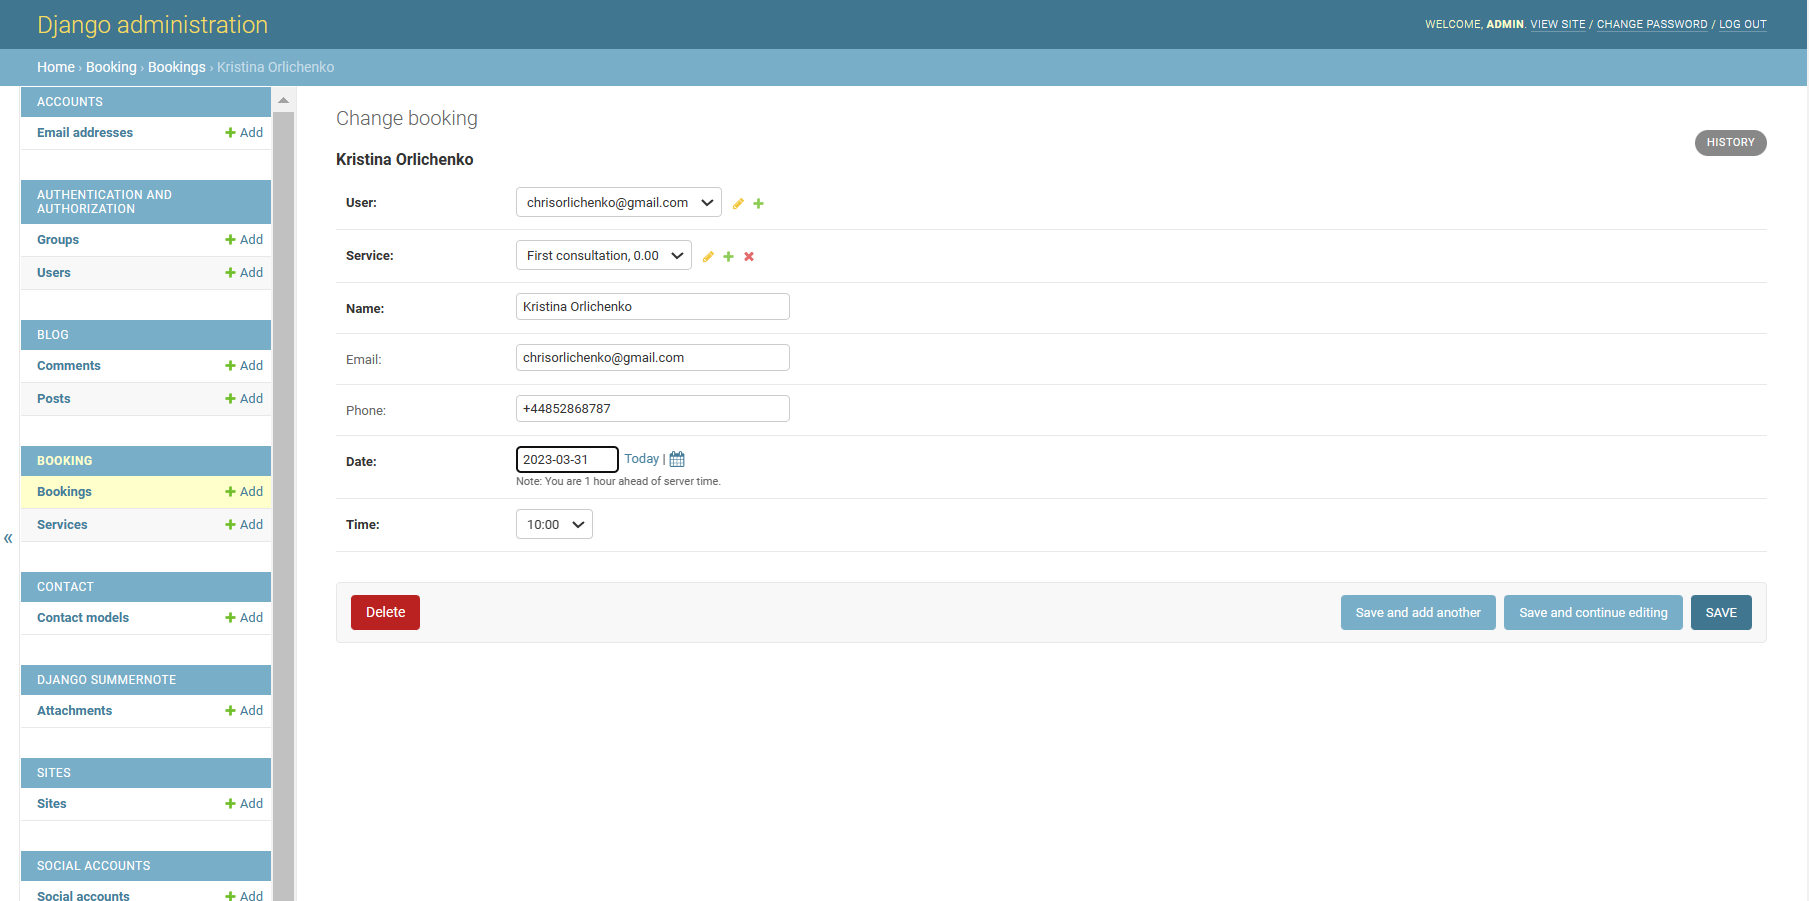 Django administration
WELCOME, ADMIN. VIEW SITE / CHANGE PASSWORD / LOG OUT
Home › Booking › Bookings › Kristina Orlichenko
ACCOUNTS
Email addresses
Add
AUTHENTICATION AND
AUTHORIZATION
Groups
Add
Users
Add
BLOG
Comments
Add
Posts
Add
BOOKING
Bookings
Add
Services
Add
CONTACT
Contact models
Add
DJANGO SUMMERNOTE
Attachments
Add
SITES
Sites
Add
SOCIAL ACCOUNTS
Social accounts
Add
«
Change booking
HISTORY
Kristina Orlichenko
User:
chrisorlichenko@gmail.com
Service:
First consultation, 0.00
Name:
Kristina Orlichenko
Email:
chrisorlichenko@gmail.com
Phone:
+44852868787
Date:
2023-03-31
Today |
Note: You are 1 hour ahead of server time.
Time:
10:00
Delete
Save and add another
Save and continue editing
SAVE